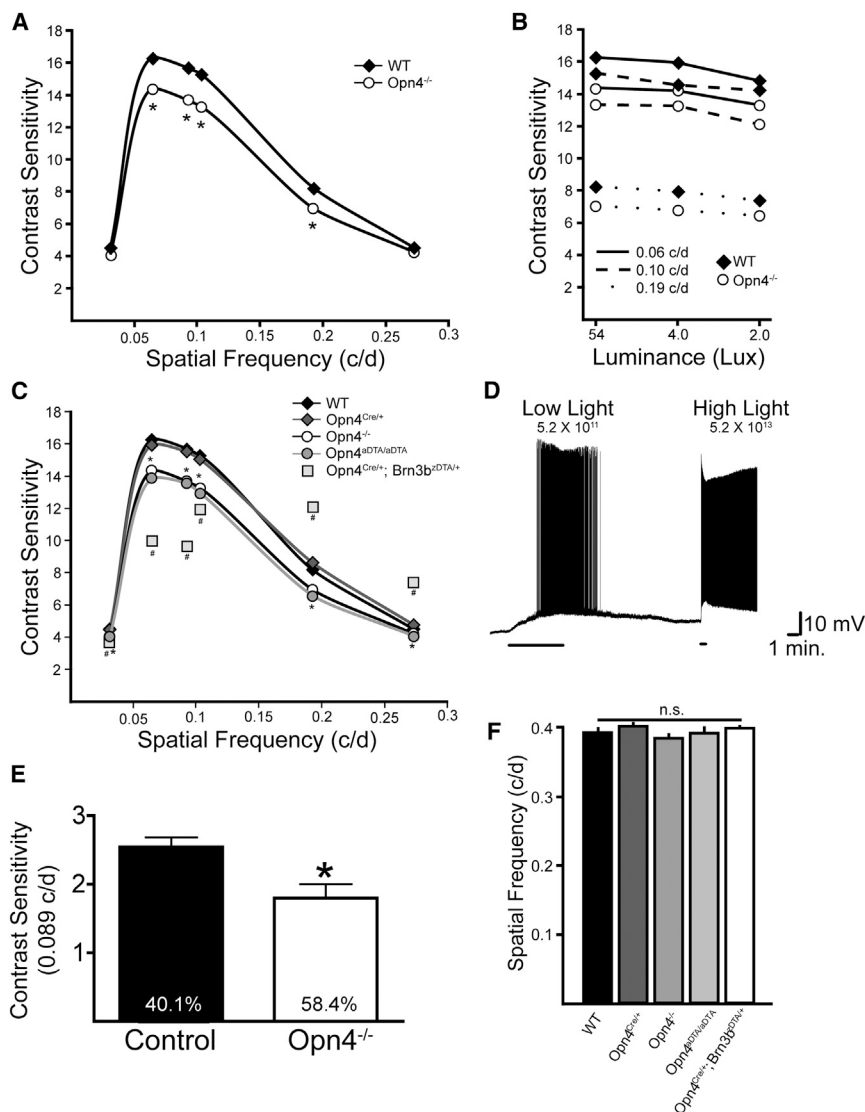 A
Contrast Sensitivity
18
16
14
12
10
8
6
4
2
WT
Opn4-/-
*
* *
*
0.05 0.1 0.15 0.2 0.25 0.3
Spatial Frequency (c/d)
B
Contrast Sensitivity
18
16
14
12
10
8
6
4
2
0.06 c/d
0.10 c/d
0.19 c/d
WT
Opn4-/-
54 4.0 2.0
Luminance (Lux)
C
Contrast Sensitivity
18
16
14
12
10
8
6
4
2
WT
Opn4Cre/+
Opn4-/-
Opn4aDTA/aDTA
Opn4Cre/+; Brn3bzDTA/+
* * *
# # # # #
# * * *
0.05 0.1 0.15 0.2 0.25 0.3
Spatial Frequency (c/d)
D
Low Light High Light
5.2 X 10^11 5.2 X 10^13
10 mV
1 min.
E
Contrast Sensitivity
(0.089 c/d)
3
2
1
*
40.1% 58.4%
Control Opn4-/-
F
Spatial Frequency (c/d)
0.4
0.3
0.2
0.1
n.s.
WT
Opn4Cre/+
Opn4-/-
Opn4aDTA/aDTA
Opn4Cre/+; Brn3bzDTA/+